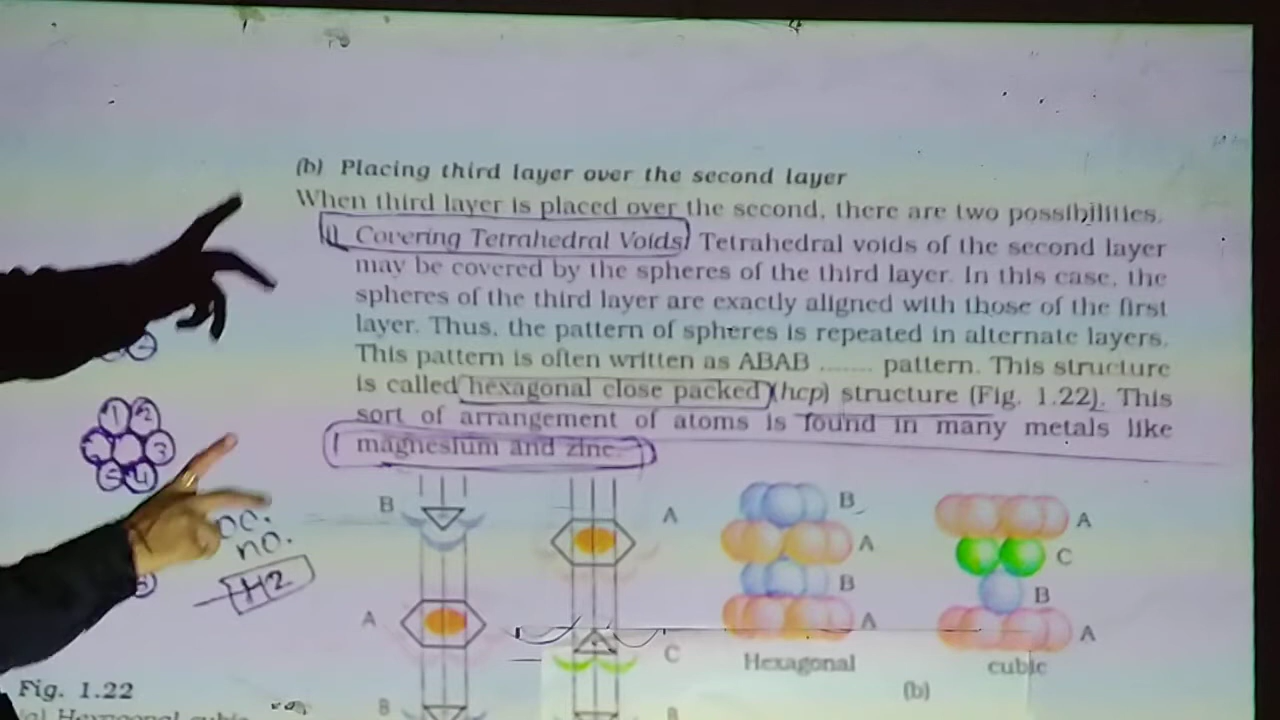 (b) Placing third layer over the second layer
When third layer is placed over the second, there are two possibilities.
i) Covering Tetrahedral Voids: Tetrahedral voids of the second layer
may be covered by the spheres of the third layer. In this case, the
spheres of the third layer are exactly aligned with those of the first
layer. Thus, the pattern of spheres is repeated in alternate layers.
This pattern is often written as ABAB ....... pattern. This structure
is called hexagonal close packed (hcp) structure (Fig. 1.22). This
sort of arrangement of atoms is found in many metals like
magnesium and zinc.
1 2
3
5 4
no.
12
B
A
B
A
C
B
B
A
B
A
Hexagonal
A
C
B
A
cubic
(b)
Fig. 1.22